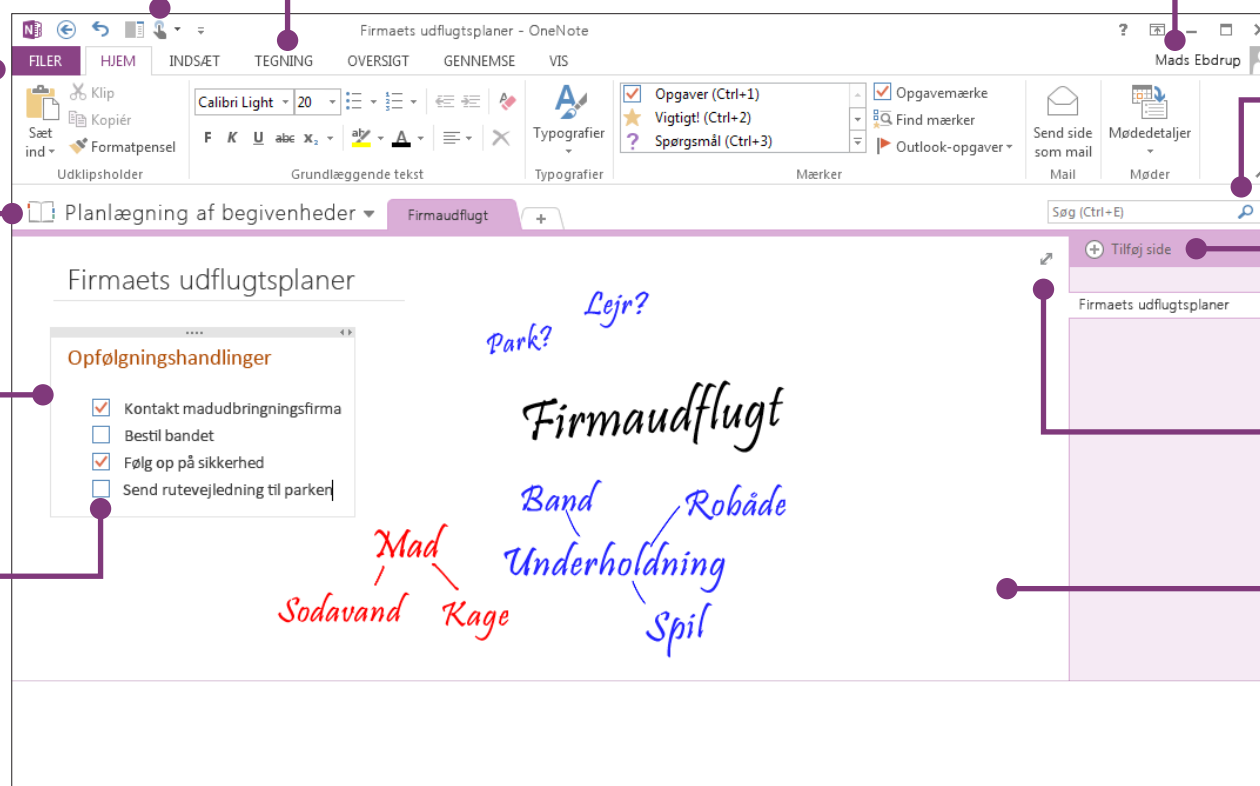 Firmaets udflugtsplaner - OneNote
?
FILER HJEM INDSÆT TEGNING OVERSIGT GENNEMSE VIS
Mads Ebdrup
Sæt ind
Klip
Kopiér
Formatpensel
Udklipsholder
Calibri Light 20
F K U abc X₂ aby A
Grundlæggende tekst
A
Typografier
Typografier
Opgaver (Ctrl+1)
Vigtigt! (Ctrl+2)
? Spørgsmål (Ctrl+3)
Opgavemærke
Find mærker
Outlook-opgaver
Mærker
Send side
som mail
Mail
Mødedetaljer
Møder
Planlægning af begivenheder
Firmaudflugt
+
Søg (Ctrl+E)
Tilføj side
Firmaets udflugtsplaner
Firmaets udflugtsplaner
Opfølgningshandlinger
Kontakt madudbringningsfirma
Bestil bandet
Følg op på sikkerhed
Send rutevejledning til parken
Lejr?
Park?
Firmaudflugt
Band
Robåde
Underholdning
Spil
Mad
Sodavand
Kage